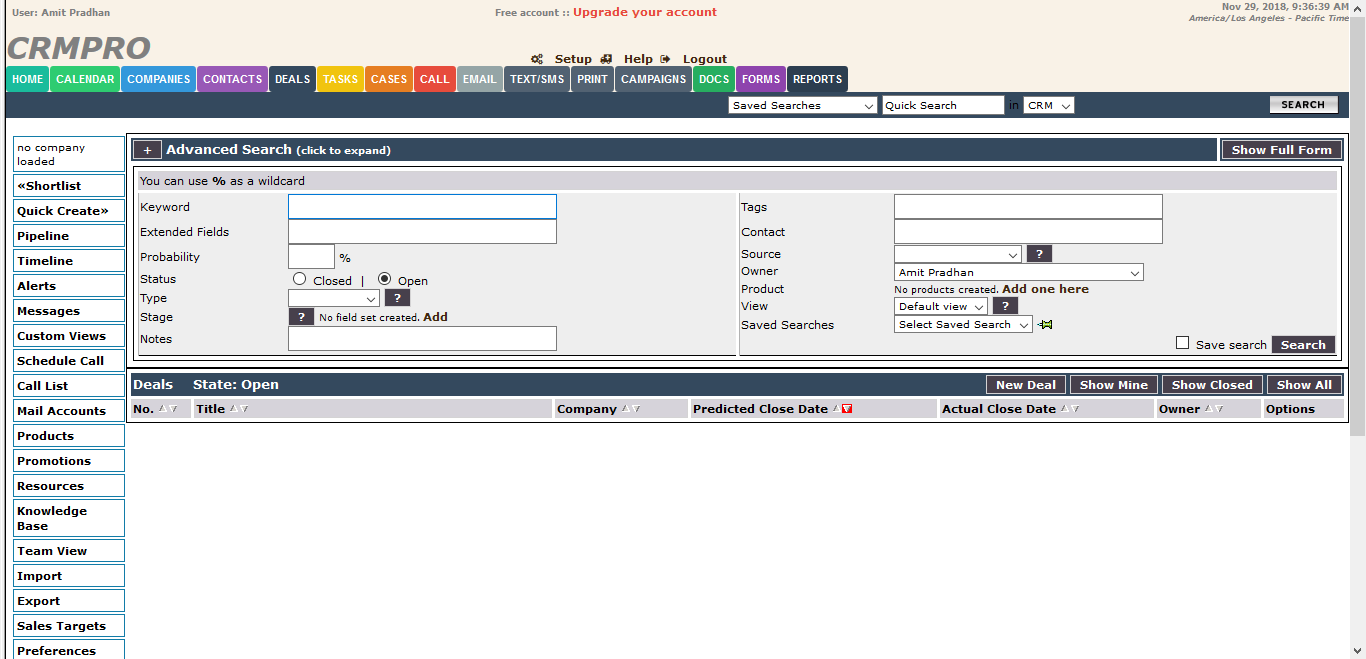 User: Amit Pradhan
Free account :: Upgrade your account
Nov 29, 2018, 9:36:39 AM
America/Los Angeles - Pacific Time
CRMPRO
Setup Help Logout
HOME CALENDAR COMPANIES CONTACTS DEALS TASKS CASES CALL EMAIL TEXT/SMS PRINT CAMPAIGNS DOCS FORMS REPORTS
Saved Searches Quick Search in CRM SEARCH
no company
loaded
«Shortlist
Quick Create»
Pipeline
Timeline
Alerts
Messages
Custom Views
Schedule Call
Call List
Mail Accounts
Products
Promotions
Resources
Knowledge
Base
Team View
Import
Export
Sales Targets
Preferences
+ Advanced Search (click to expand) Show Full Form
You can use % as a wildcard
Keyword
Extended Fields
Probability %
Status Closed | Open
Type ?
Stage ? No field set created. Add
Notes
Tags
Contact
Source ?
Owner Amit Pradhan
Product No products created. Add one here
View Default view ?
Saved Searches Select Saved Search
Save search Search
Deals State: Open New Deal Show Mine Show Closed Show All
No. Title Company Predicted Close Date Actual Close Date Owner Options